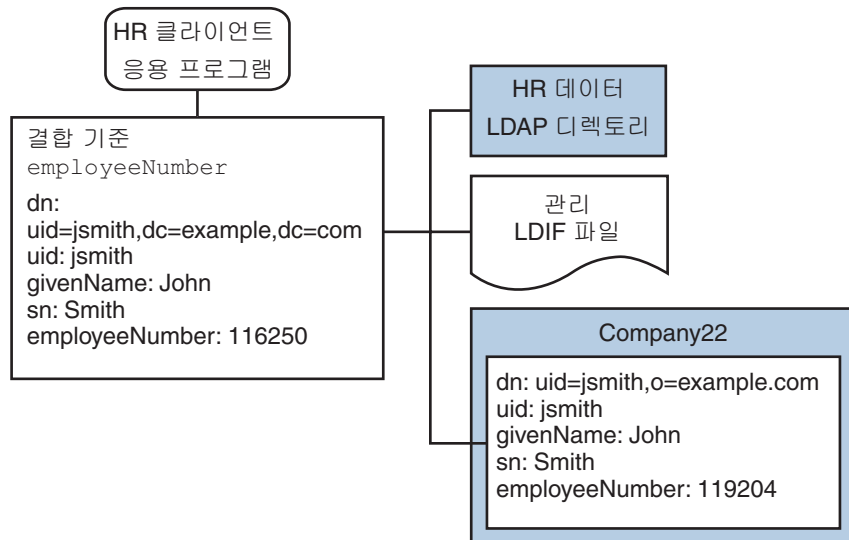 HR 클라이언트
응용 프로그램
결합 기준
employeeNumber
dn:
uid=jsmith,dc=example,dc=com
uid: jsmith
givenName: John
sn: Smith
employeeNumber: 116250
HR 데이터
LDAP 디렉토리
관리
LDIF 파일
Company22
dn: uid=jsmith,o=example.com
uid: jsmith
givenName: John
sn: Smith
employeeNumber: 119204